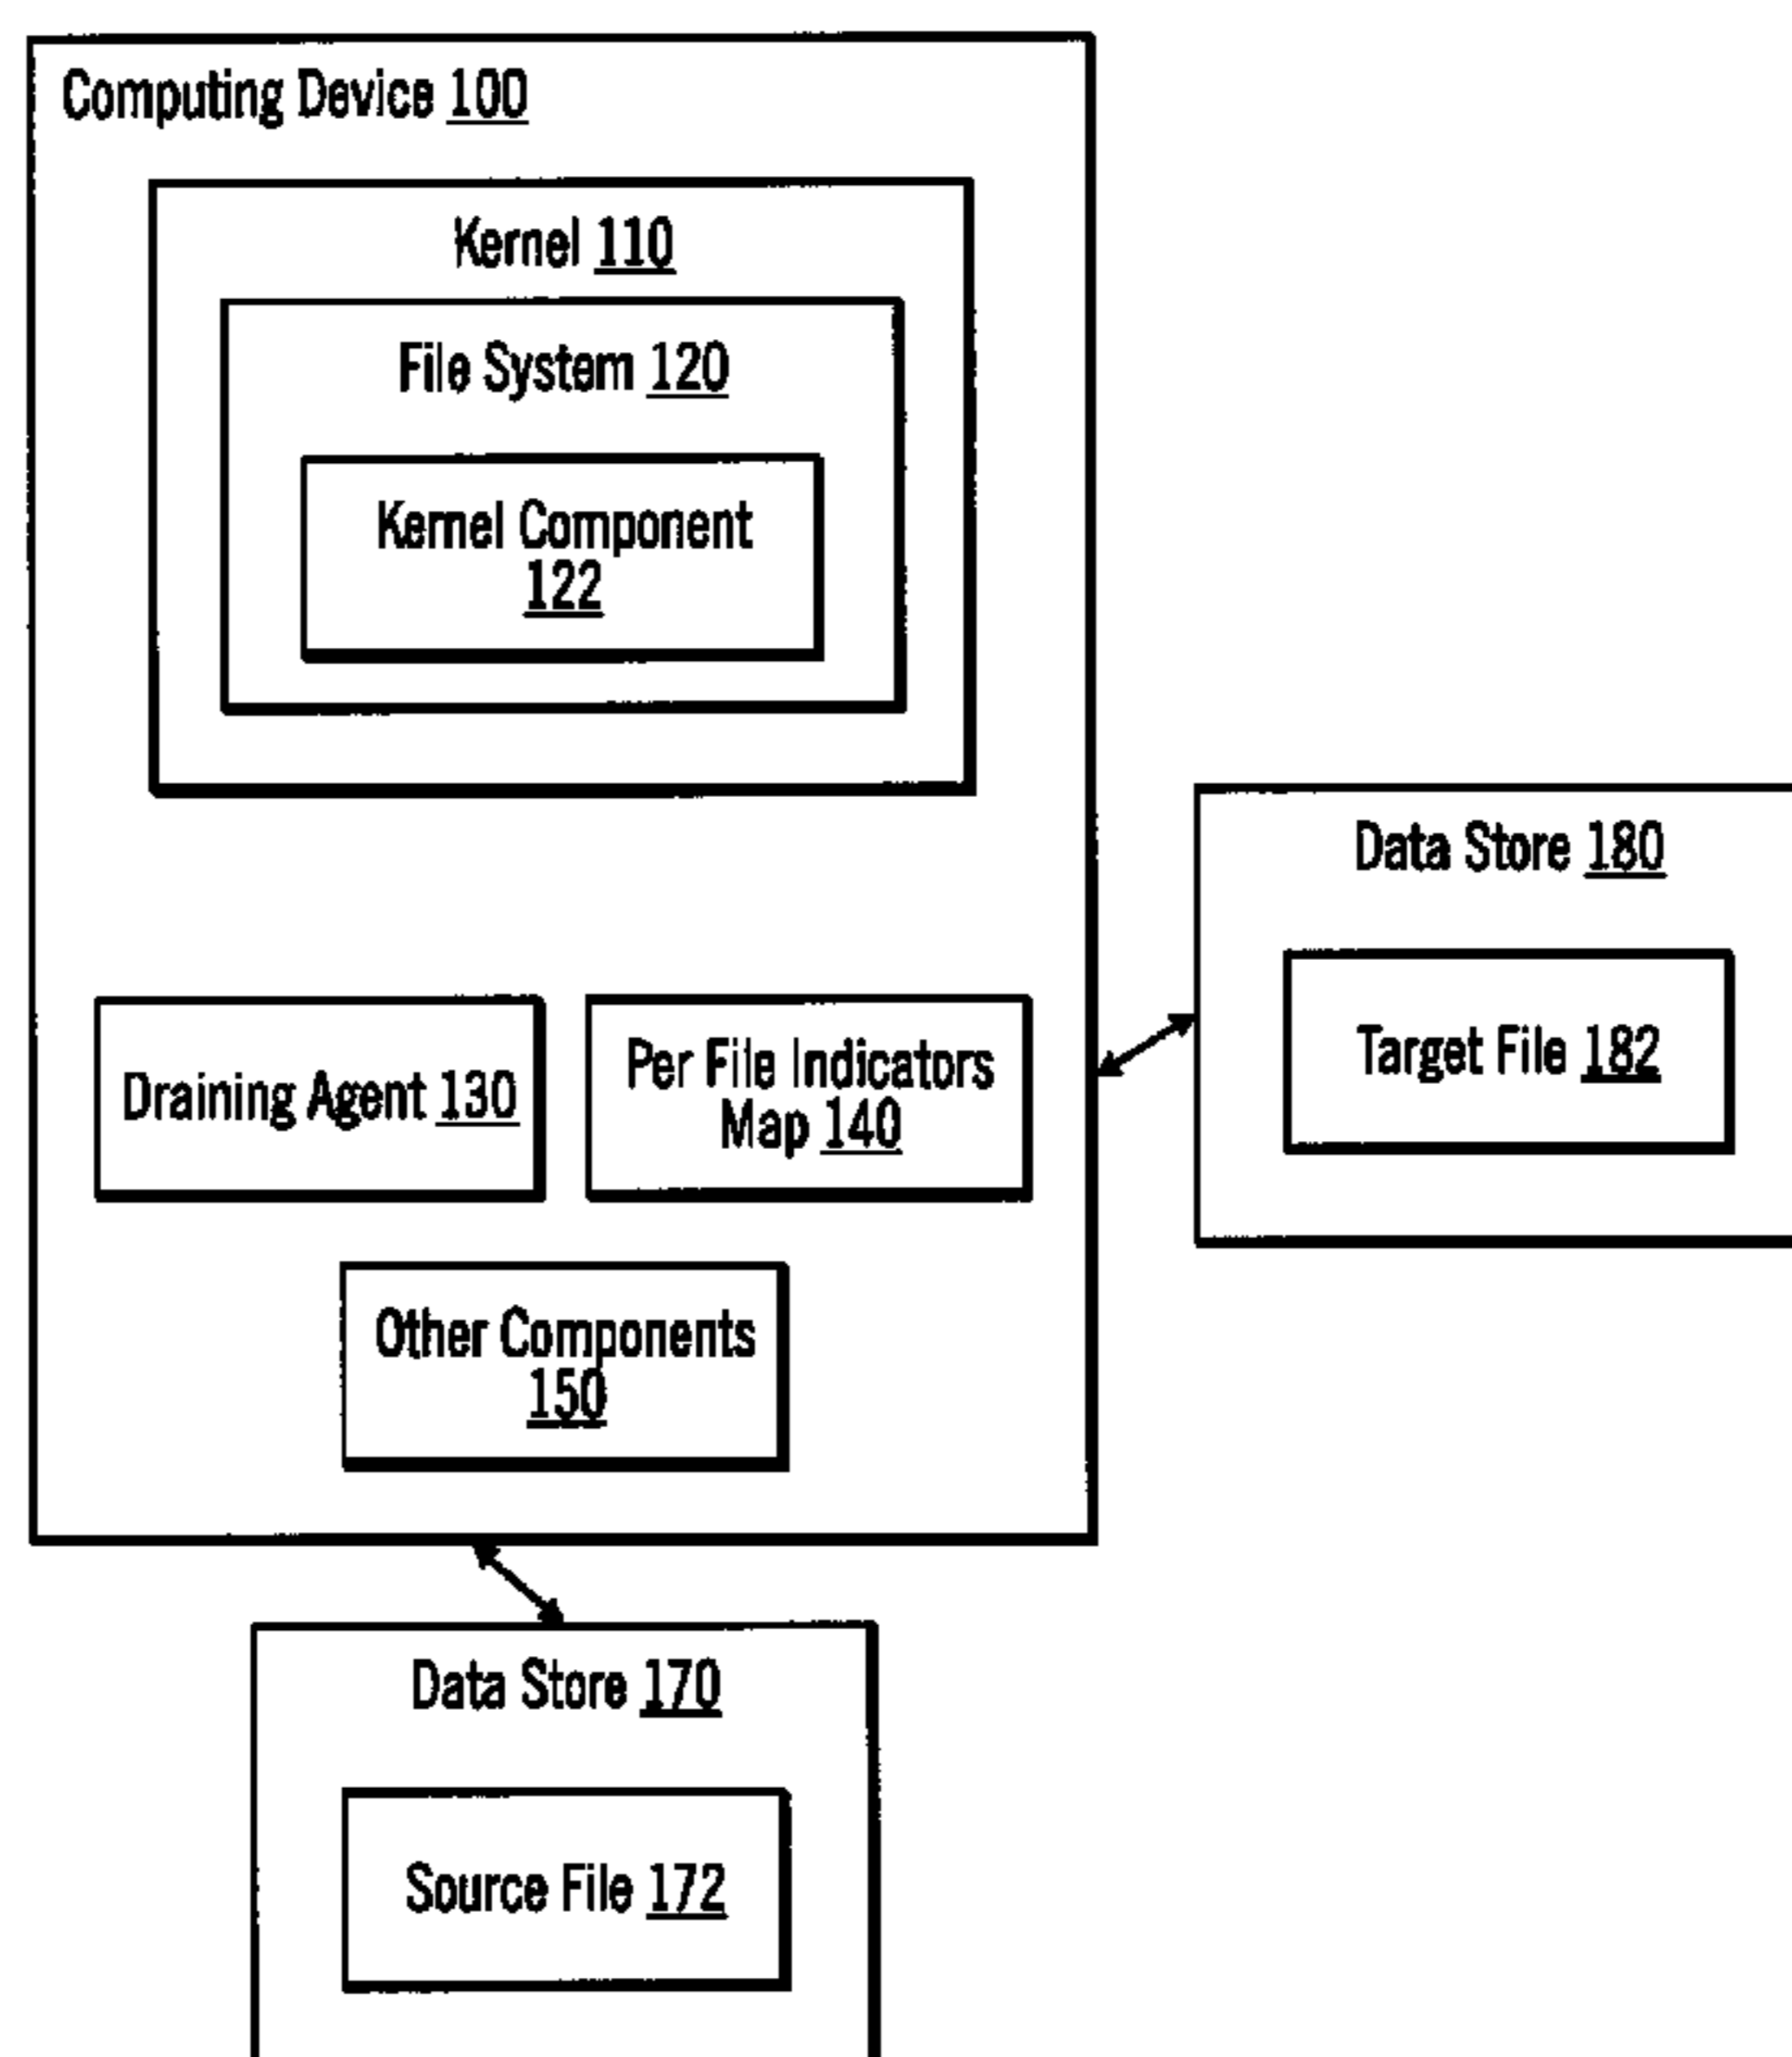 Computing Device 100
Kernel 110
File System 120
Kernel Component
122
Data Store 180
Target File 182
Draining Agent 130
Per File Indicators
Map 140
Other Components
150
Data Store 170
Source File 172